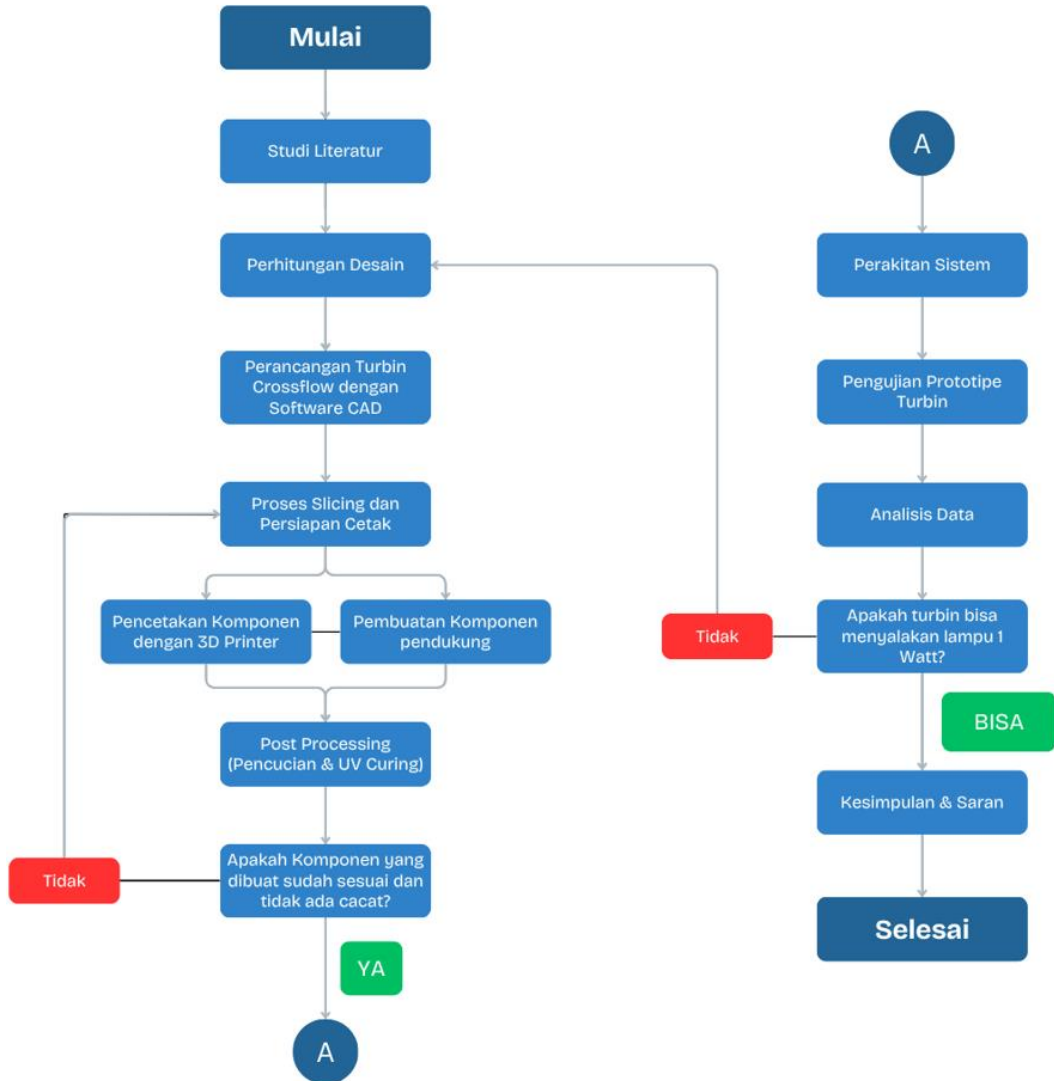 Mulai
Studi Literatur
Perhitungan Desain
Perancangan Turbin
Crossflow dengan
Software CAD
Proses Slicing dan
Persiapan Cetak
Pencetakan Komponen
dengan 3D Printer
Pembuatan Komponen
pendukung
Post Processing
(Pencucian & UV Curing)
Apakah Komponen yang
dibuat sudah sesuai dan
tidak ada cacat?
Tidak
YA
A
A
Perakitan Sistem
Pengujian Prototipe
Turbin
Analisis Data
Apakah turbin bisa
menyalakan lampu 1
Watt?
Tidak
BISA
Kesimpulan & Saran
Selesai